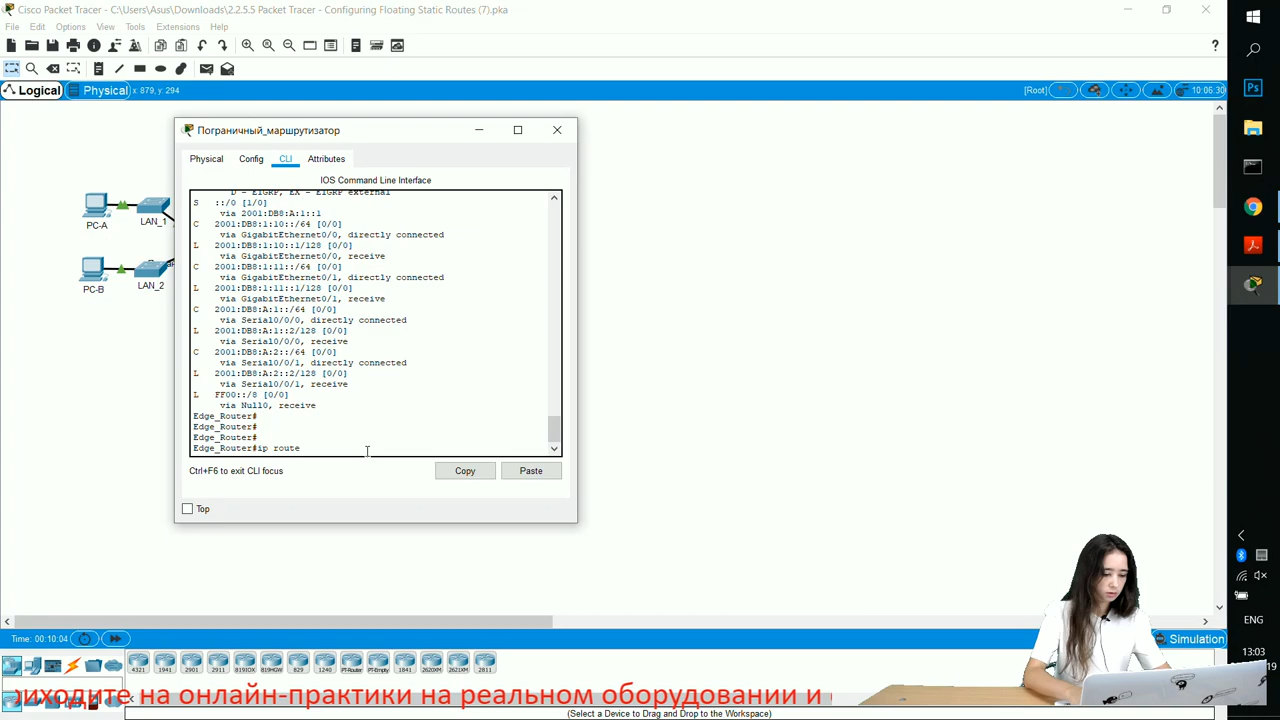 Cisco Packet Tracer - C:\Users\Asus\Downloads\2.2.5.5 Packet Tracer - Configuring Floating Static Routes (7).pka
File Edit Options View Tools Extensions Help
Logical Physical x: 879, y: 294 [Root] 10:06:30
Пограничный_маршрутизатор
Physical Config CLI Attributes
IOS Command Line Interface
D - EIGRP, EX - EIGRP external
S ::/0 [1/0]
via 2001:DB8:A:1::1
C 2001:DB8:1:10::/64 [0/0]
via GigabitEthernet0/0, directly connected
L 2001:DB8:1:10::1/128 [0/0]
via GigabitEthernet0/0, receive
C 2001:DB8:1:11::/64 [0/0]
via GigabitEthernet0/1, directly connected
L 2001:DB8:1:11::1/128 [0/0]
via GigabitEthernet0/1, receive
C 2001:DB8:A:1::/64 [0/0]
via Serial0/0/0, directly connected
L 2001:DB8:A:1::2/128 [0/0]
via Serial0/0/0, receive
C 2001:DB8:A:2::/64 [0/0]
via Serial0/0/1, directly connected
L 2001:DB8:A:2::2/128 [0/0]
via Serial0/0/1, receive
L FF00::/8 [0/0]
via Null0, receive
Edge_Router#
Edge_Router#
Edge_Router#
Edge_Router#ip route
Ctrl+F6 to exit CLI focus
Copy Paste
Top
PC-A
LAN_1
PC-B
LAN_2
Ps
ENG
13:03
Time: 00:10:04
Simulation
4321 1941 2901 2911 819IOX 819HGW 829 1240 PT-Router PT-Empty 1841 2620XM 2621XM 2811
иходите на онлайн-практики на реальном оборудовании и
(Select a Device to Drag and Drop to the Workspace)